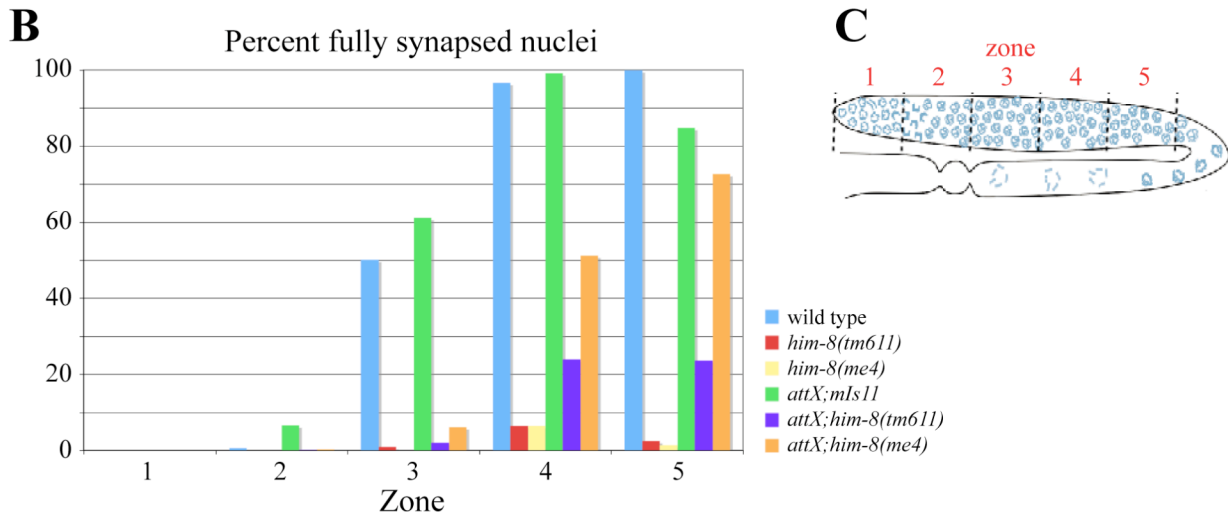 B
Percent fully synapsed nuclei
100
80
60
40
20
0
1 2 3 4 5
Zone
wild type
him-8(tm611)
him-8(me4)
attX;mIs11
attX;him-8(tm611)
attX;him-8(me4)
C
zone
1 2 3 4 5